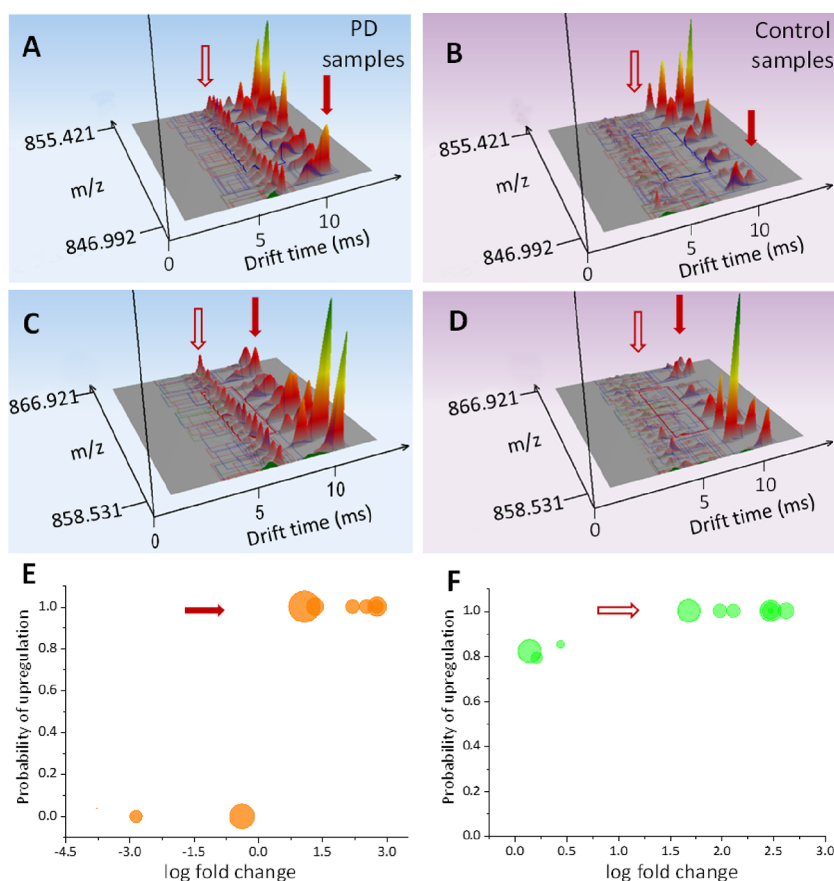 A
PD
samples
855.421
m/z
846.992
0
5
10
Drift time (ms)
B
Control
samples
855.421
m/z
846.992
0
5
10
Drift time (ms)
C
866.921
m/z
858.531
0
5
10
Drift time (ms)
D
866.921
m/z
858.531
0
5
10
Drift time (ms)
E
Probability of upregulation
1.0
0.8
0.6
0.4
0.2
0.0
-4.5
-3.0
-1.5
0.0
1.5
3.0
log fold change
F
Probability of upregulation
1.0
0.8
0.6
0.4
0.2
0.0
0.0
0.5
1.0
1.5
2.0
2.5
3.0
log fold change